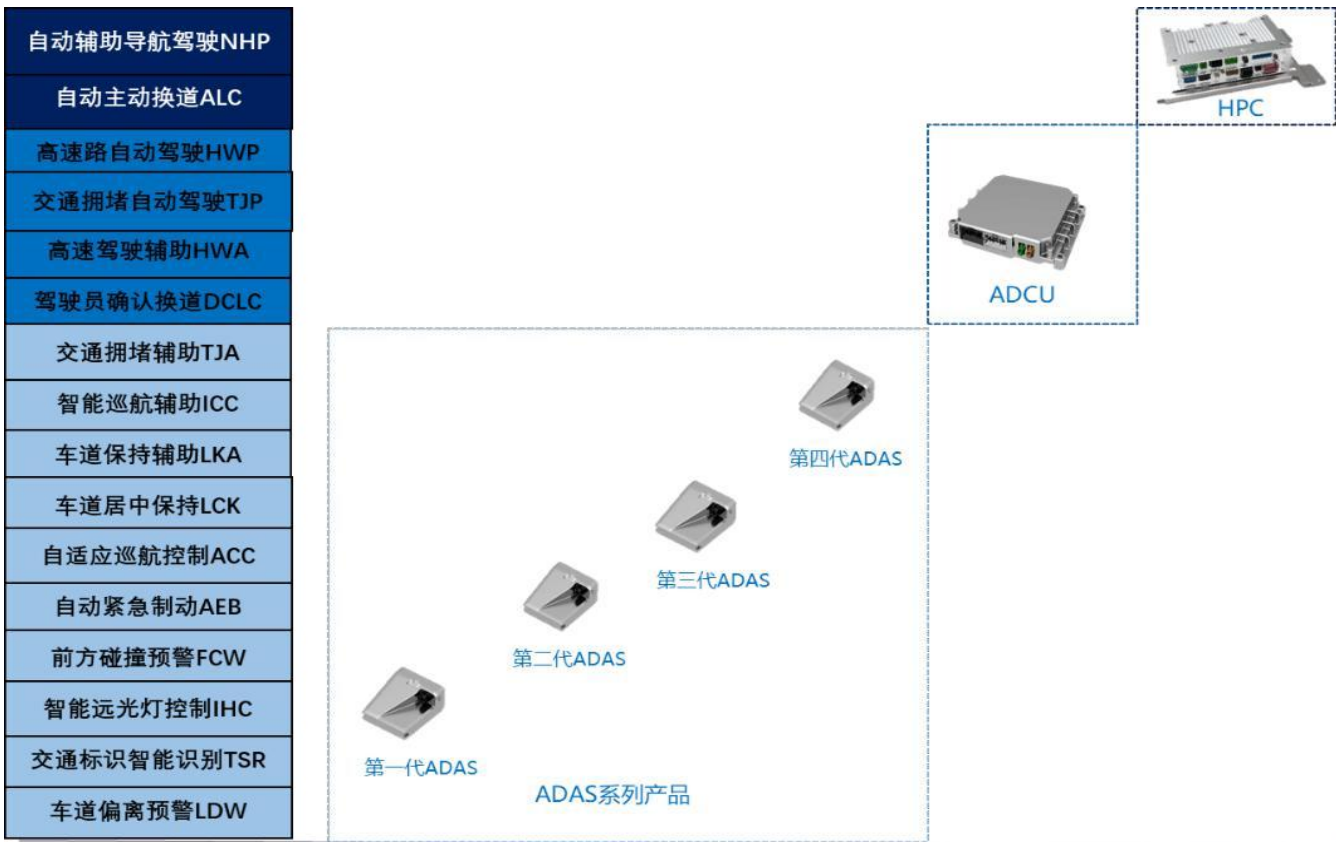 自动辅助导航驾驶NHP
自动主动换道ALC
高速路自动驾驶HWP
交通拥堵自动驾驶TJP
高速驾驶辅助HWA
驾驶员确认换道DCLC
交通拥堵辅助TJA
智能巡航辅助ICC
车道保持辅助LKA
车道居中保持LCK
自适应巡航控制ACC
自动紧急制动AEB
前方碰撞预警FCW
智能远光灯控制IHC
交通标识智能识别TSR
车道偏离预警LDW
HPC
ADCU
第四代ADAS
第三代ADAS
第二代ADAS
第一代ADAS
ADAS系列产品